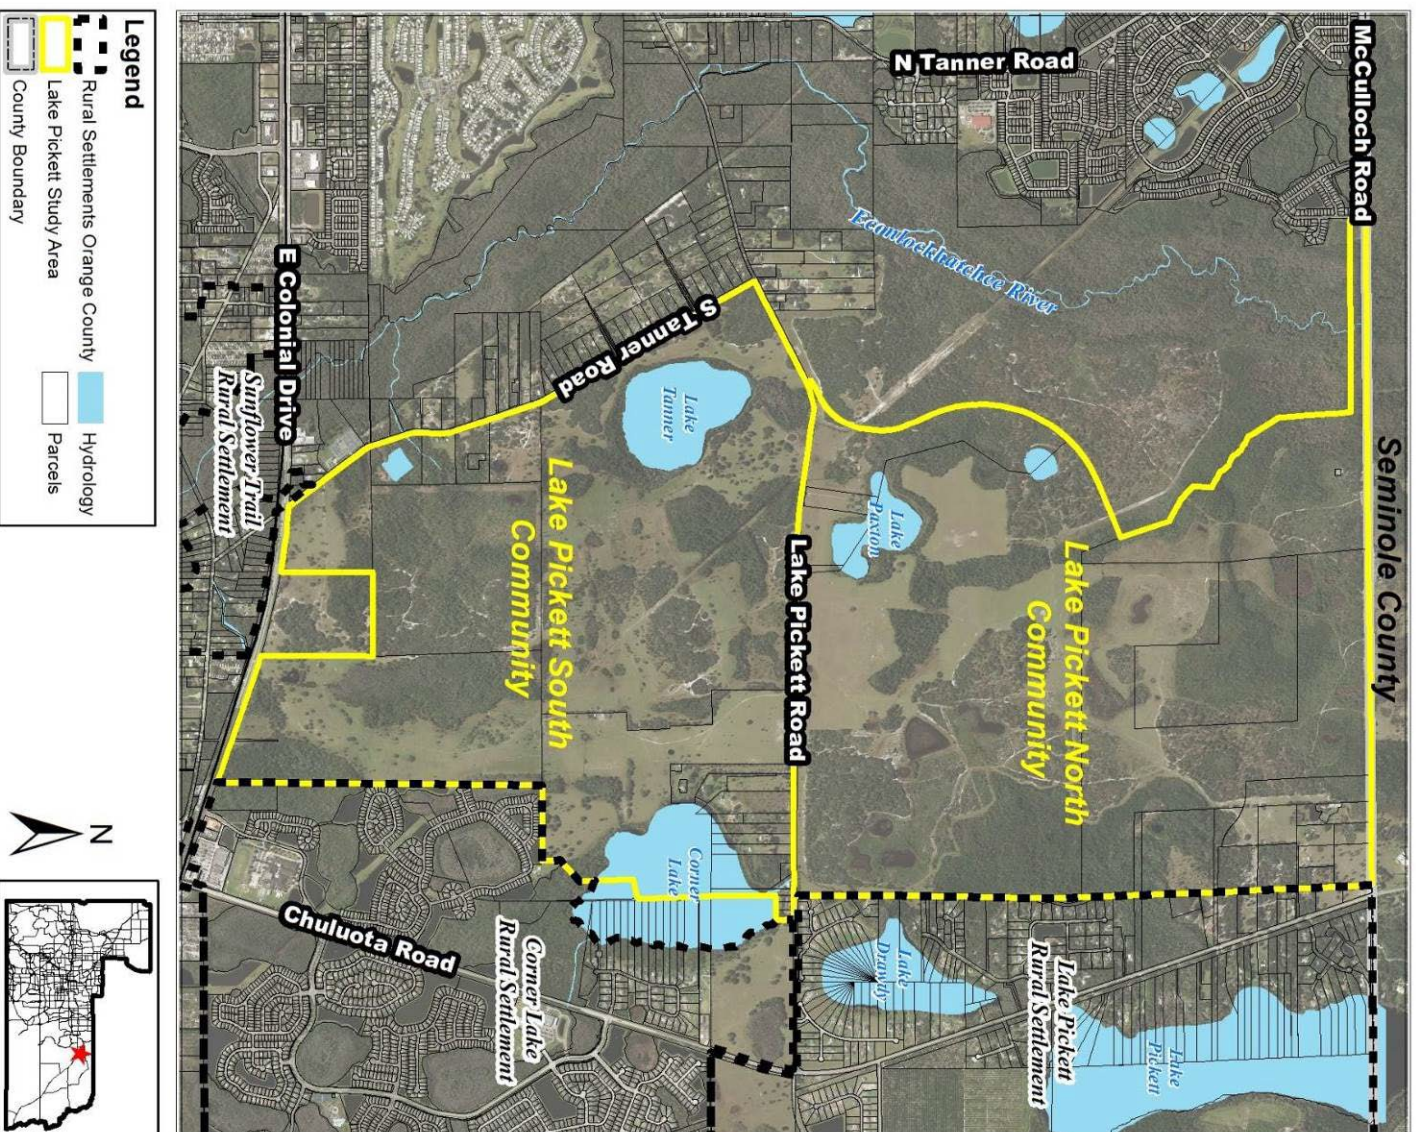 McCulloch Road
Seminole County
N Tanner Road
Econlockhatchee River
Lake Pickett North
Community
Lake
Paxton
Lake Pickett
Rural Settlement
Lake
Pickett
Lake
Drawdy
Lake Pickett Road
S Tanner Road
Lake
Tanner
Lake Pickett South
Community
Corner
Lake
Corner Lake
Rural Settlement
Chuluota Road
E Colonial Drive
Sunflower Trail
Rural Settlement
Legend
Rural Settlements Orange County
Lake Pickett Study Area
County Boundary
Hydrology
Parcels
N